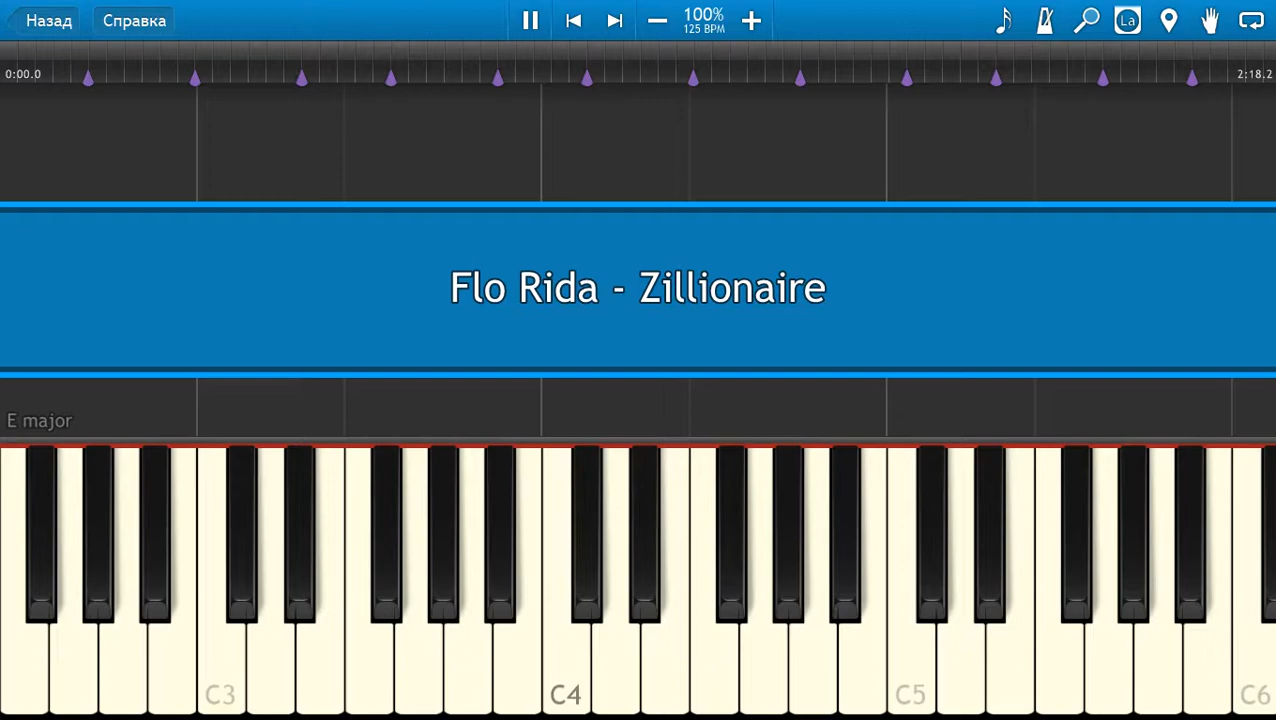 Назад Справка 100% La
125 BPM
0:00.0 2:18.2
Flo Rida - Zillionaire
E major
C3 C4 C5 C6